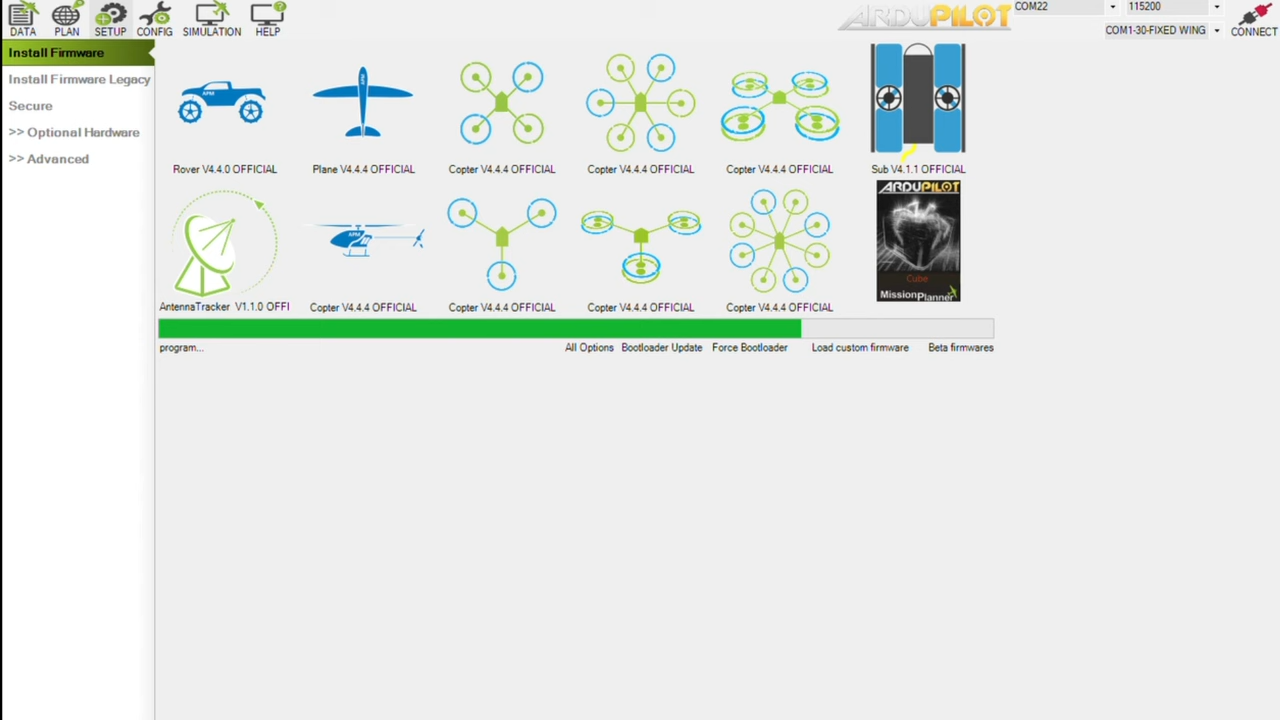 DATA PLAN SETUP CONFIG SIMULATION HELP
ARDUPILOT
COM22 115200
COM1-30-FIXED WING
CONNECT
Install Firmware
Install Firmware Legacy
Secure
>> Optional Hardware
>> Advanced
APM
Rover V4.4.0 OFFICIAL Plane V4.4.4 OFFICIAL Copter V4.4.4 OFFICIAL Copter V4.4.4 OFFICIAL Copter V4.4.4 OFFICIAL Sub V4.1.1 OFFICIAL
ARDUPILOT
APM
Cube
MissionPlanner
AntennaTracker V1.1.0 OFFI Copter V4.4.4 OFFICIAL Copter V4.4.4 OFFICIAL Copter V4.4.4 OFFICIAL Copter V4.4.4 OFFICIAL
program... All Options Bootloader Update Force Bootloader Load custom firmware Beta firmwares